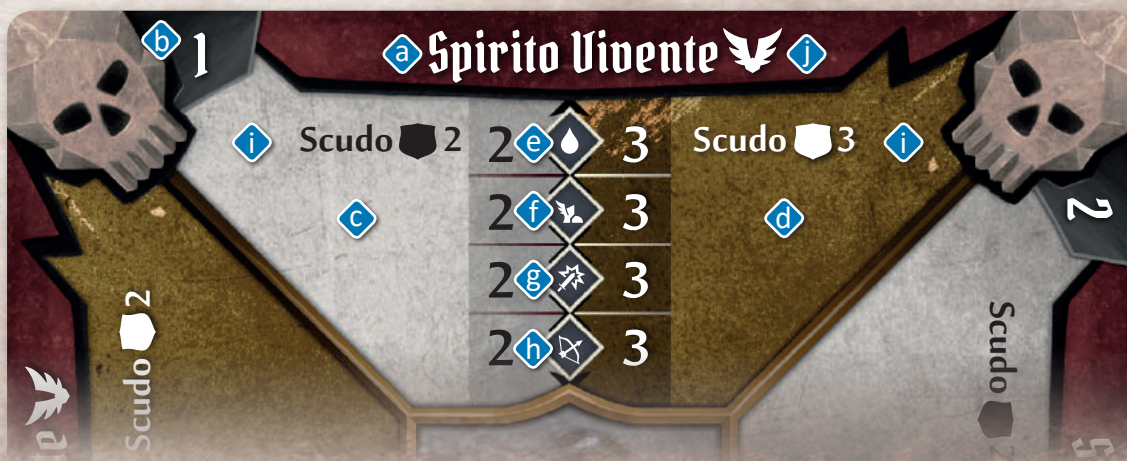 b 1 a Spirito Vivente j
i Scudo 2 2 e 3 Scudo 3 i
c 2 f 3 d
2 g 3
2 h 3
2
Scudo 2
Scudo